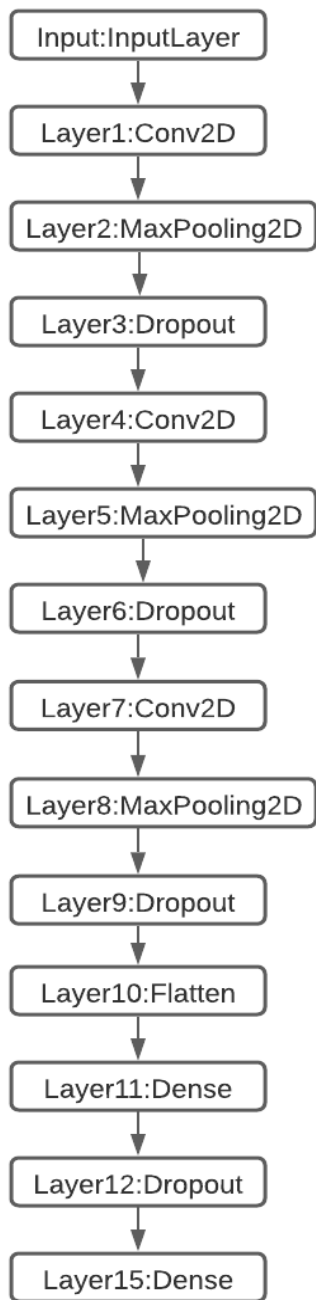 Input:InputLayer
Layer1:Conv2D
Layer2:MaxPooling2D
Layer3:Dropout
Layer4:Conv2D
Layer5:MaxPooling2D
Layer6:Dropout
Layer7:Conv2D
Layer8:MaxPooling2D
Layer9:Dropout
Layer10:Flatten
Layer11:Dense
Layer12:Dropout
Layer15:Dense